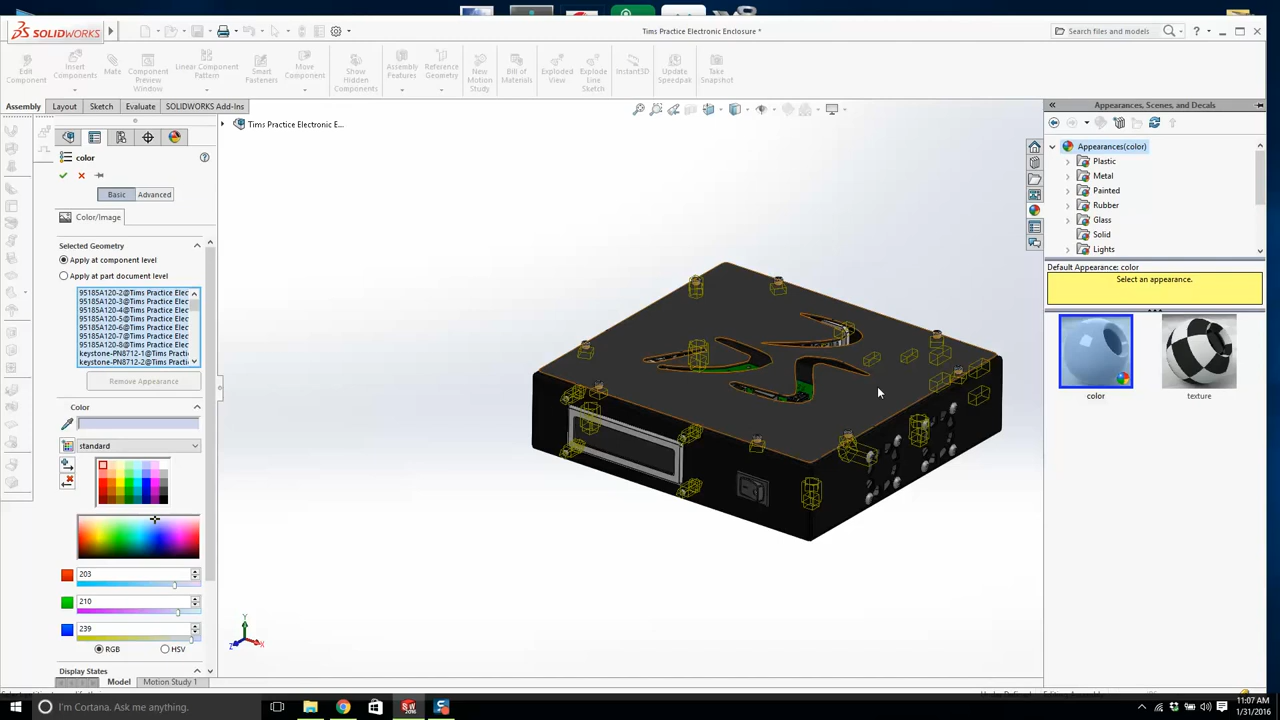 SOLIDWORKS
Tims Practice Electronic Enclosure *
Search files and models
Edit Component
Insert Components
Mate
Component Preview Window
Linear Component Pattern
Smart Fasteners
Move Component
Show Hidden Components
Assembly Features
Reference Geometry
New Motion Study
Bill of Materials
Exploded View
Explode Line Sketch
Instant3D
Update Speedpak
Take Snapshot
Assembly Layout Sketch Evaluate SOLIDWORKS Add-Ins
Tims Practice Electronic E...
color
Basic Advanced
Color/Image
Selected Geometry
Apply at component level
Apply at part document level
95185A120-2@Tims Practice Elec
95185A120-3@Tims Practice Elec
95185A120-4@Tims Practice Elec
95185A120-5@Tims Practice Elec
95185A120-6@Tims Practice Elec
95185A120-7@Tims Practice Elec
95185A120-8@Tims Practice Elec
keystone-PN8712-1@Tims Practi
keystone-PN8712-2@Tims Practi
Remove Appearance
Color
standard
203
210
239
RGB HSV
Display States
Model Motion Study 1
Appearances, Scenes, and Decals
Appearances(color)
Plastic
Metal
Painted
Rubber
Glass
Solid
Lights
Default Appearance: color
Select an appearance.
color texture
I'm Cortana. Ask me anything.
11:07 AM
1/31/2016